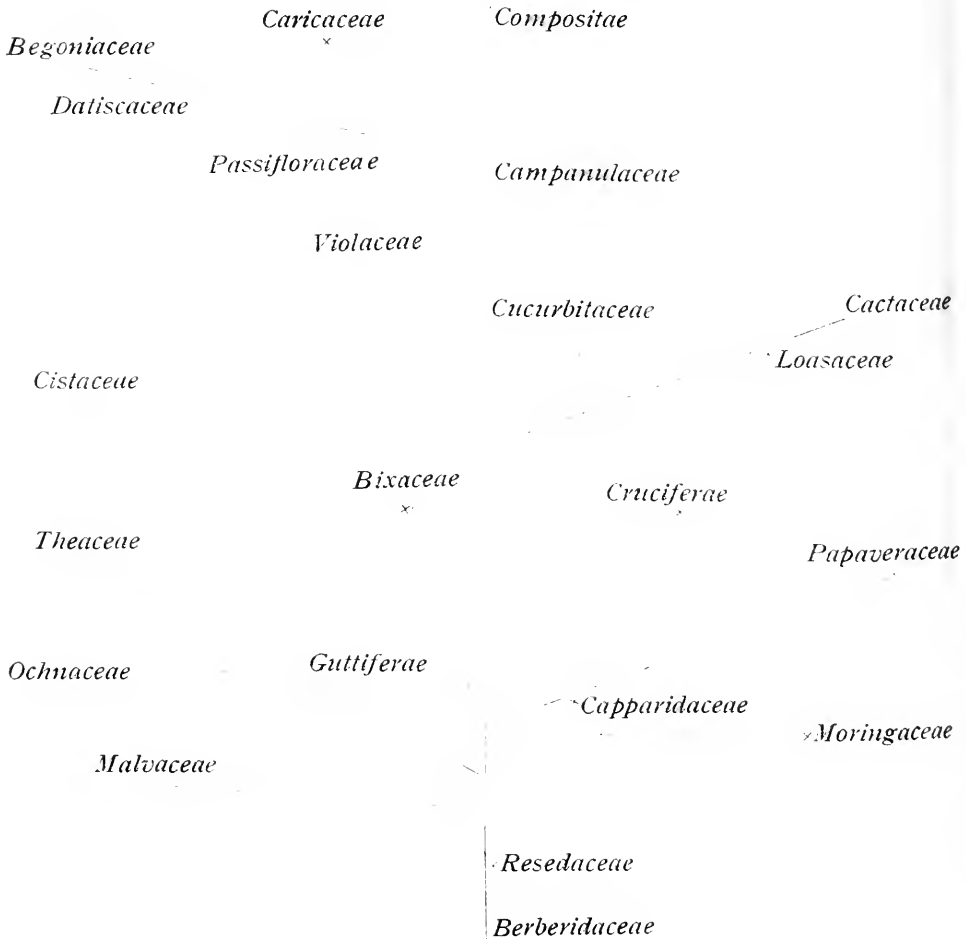 Caricaceae
Compositae
Begoniaceae
Datiscaceae
Passifloraceae
Campanulaceae
Violaceae
Cucurbitaceae
Cactaceae
Loasaceae
Cistaceae
Bixaceae
Cruciferae
Theaceae
Papaveraceae
Ochnaceae
Guttiferae
Capparidaceae
Moringaceae
Malvaceae
Resedaceae
Berberidaceae